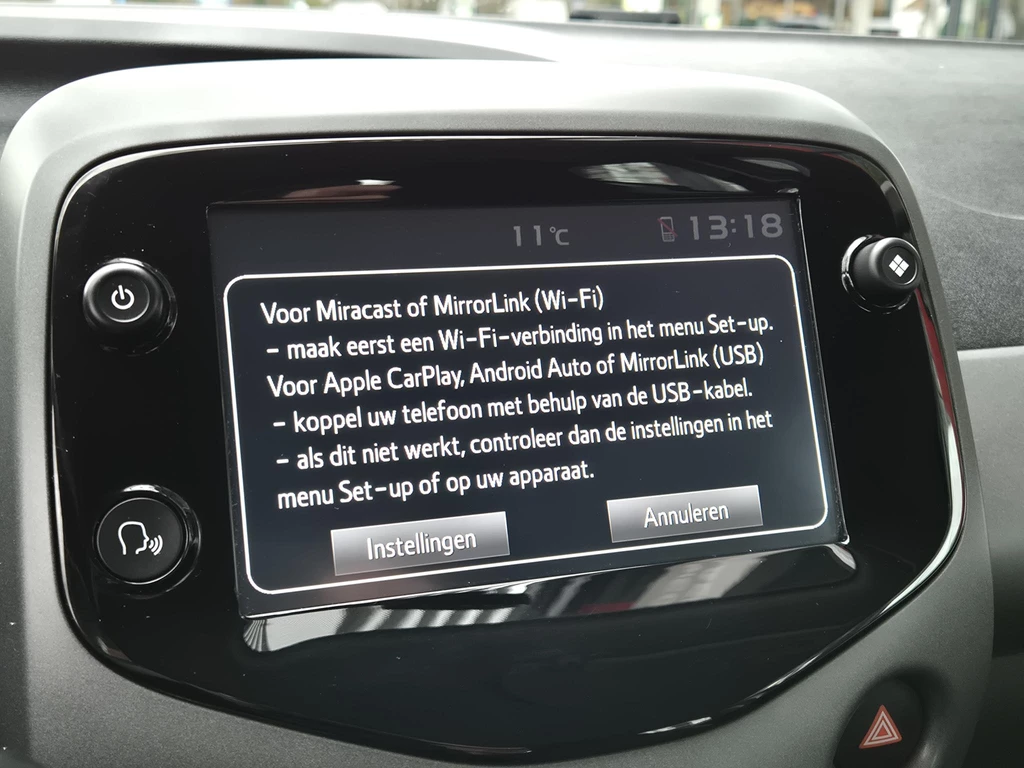 11°C 13:18
Voor Miracast of MirrorLink (Wi-Fi)
- maak eerst een Wi-Fi-verbinding in het menu Set-up.
Voor Apple CarPlay, Android Auto of MirrorLink (USB)
- koppel uw telefoon met behulp van de USB-kabel.
- als dit niet werkt, controleer dan de instellingen in het
menu Set-up of op uw apparaat.
Instellingen Annuleren